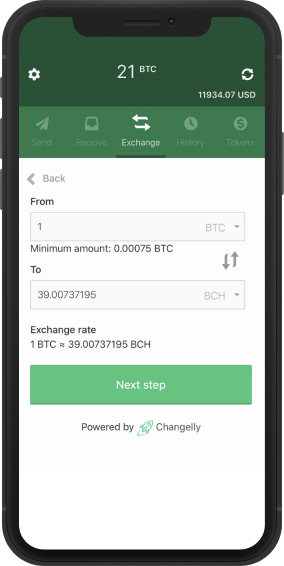 21 BTC
11934.07 USD
Send Receive Exchange History Tokens
Back
From
1 BTC
Minimum amount: 0.00075 BTC
To
39.00737195 BCH
Exchange rate
1 BTC ≈ 39.00737195 BCH
Next step
Powered by Changelly